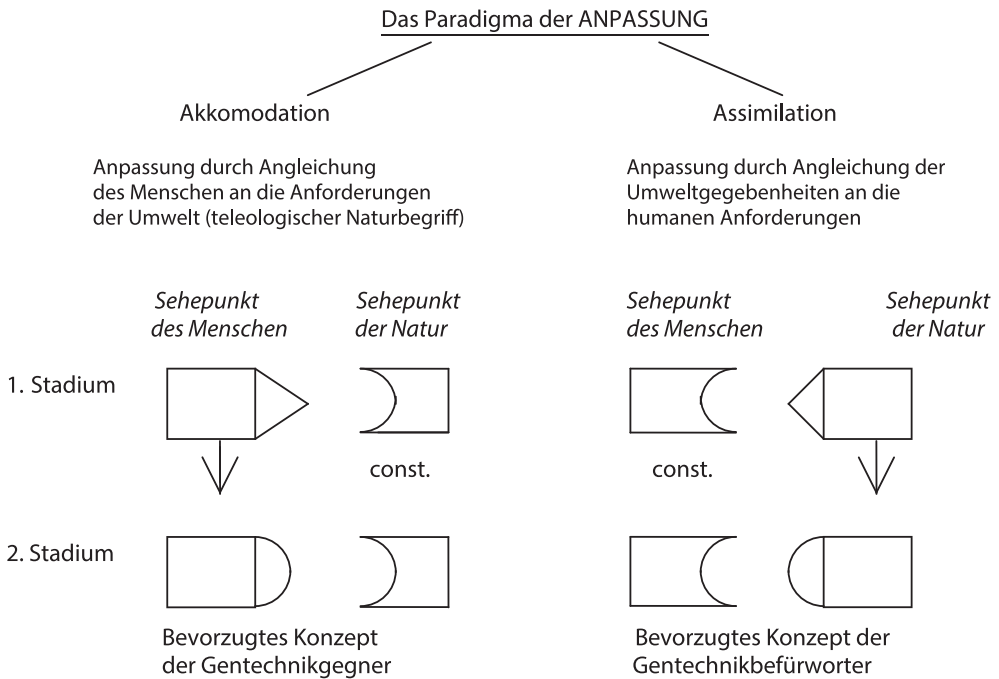 Das Paradigma der ANPASSUNG
Akkomodation
Anpassung durch Angleichung
des Menschen an die Anforderungen
der Umwelt (teleologischer Naturbegriff)
Assimilation
Anpassung durch Angleichung der
Umweltgegebenheiten an die
humanen Anforderungen
Sehepunkt
des Menschen
Sehepunkt
der Natur
Sehepunkt
des Menschen
Sehepunkt
der Natur
1. Stadium
const.
const.
2. Stadium
Bevorzugtes Konzept
der Gentechnikgegner
Bevorzugtes Konzept der
Gentechnikbefürworter